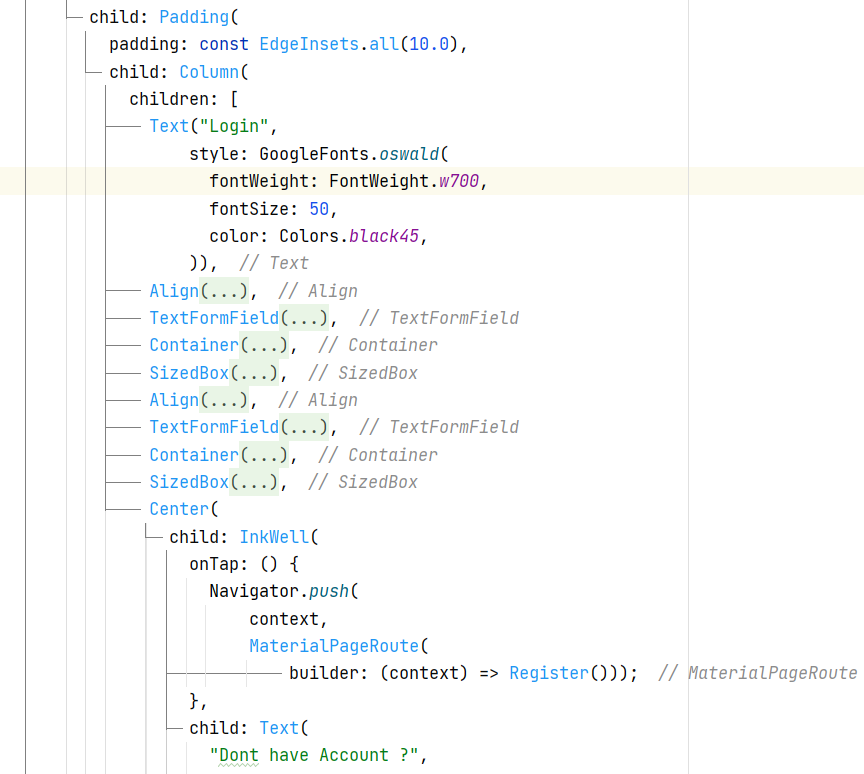 child: Padding(
padding: const EdgeInsets.all(10.0),
child: Column(
children: [
Text("Login",
style: GoogleFonts.oswald(
fontWeight: FontWeight.w700,
fontSize: 50,
color: Colors.black45,
)), // Text
Align(...), // Align
TextFormField(...), // TextFormField
Container(...), // Container
SizedBox(...), // SizedBox
Align(...), // Align
TextFormField(...), // TextFormField
Container(...), // Container
SizedBox(...), // SizedBox
Center(
child: InkWell(
onTap: () {
Navigator.push(
context,
MaterialPageRoute(
builder: (context) => Register())); // MaterialPageRoute
},
child: Text(
"Dont have Account ?",